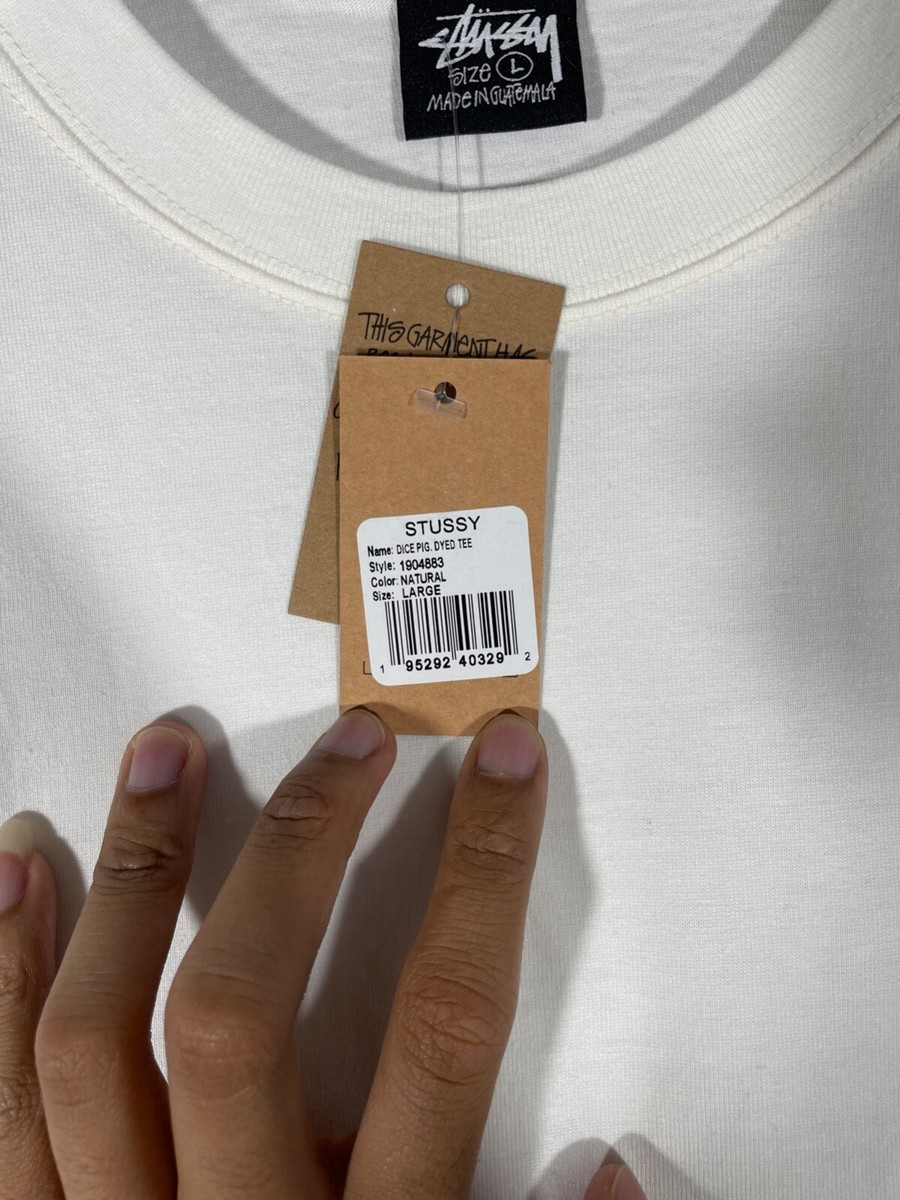 STÜSSY
SIZE L
MADE IN GUATEMALA
THIS GARMENT HAS
STUSSY
Name: DICE PIG. DYED TEE
Style: 1904883
Color: NATURAL
Size: LARGE
1 95292 40329 2